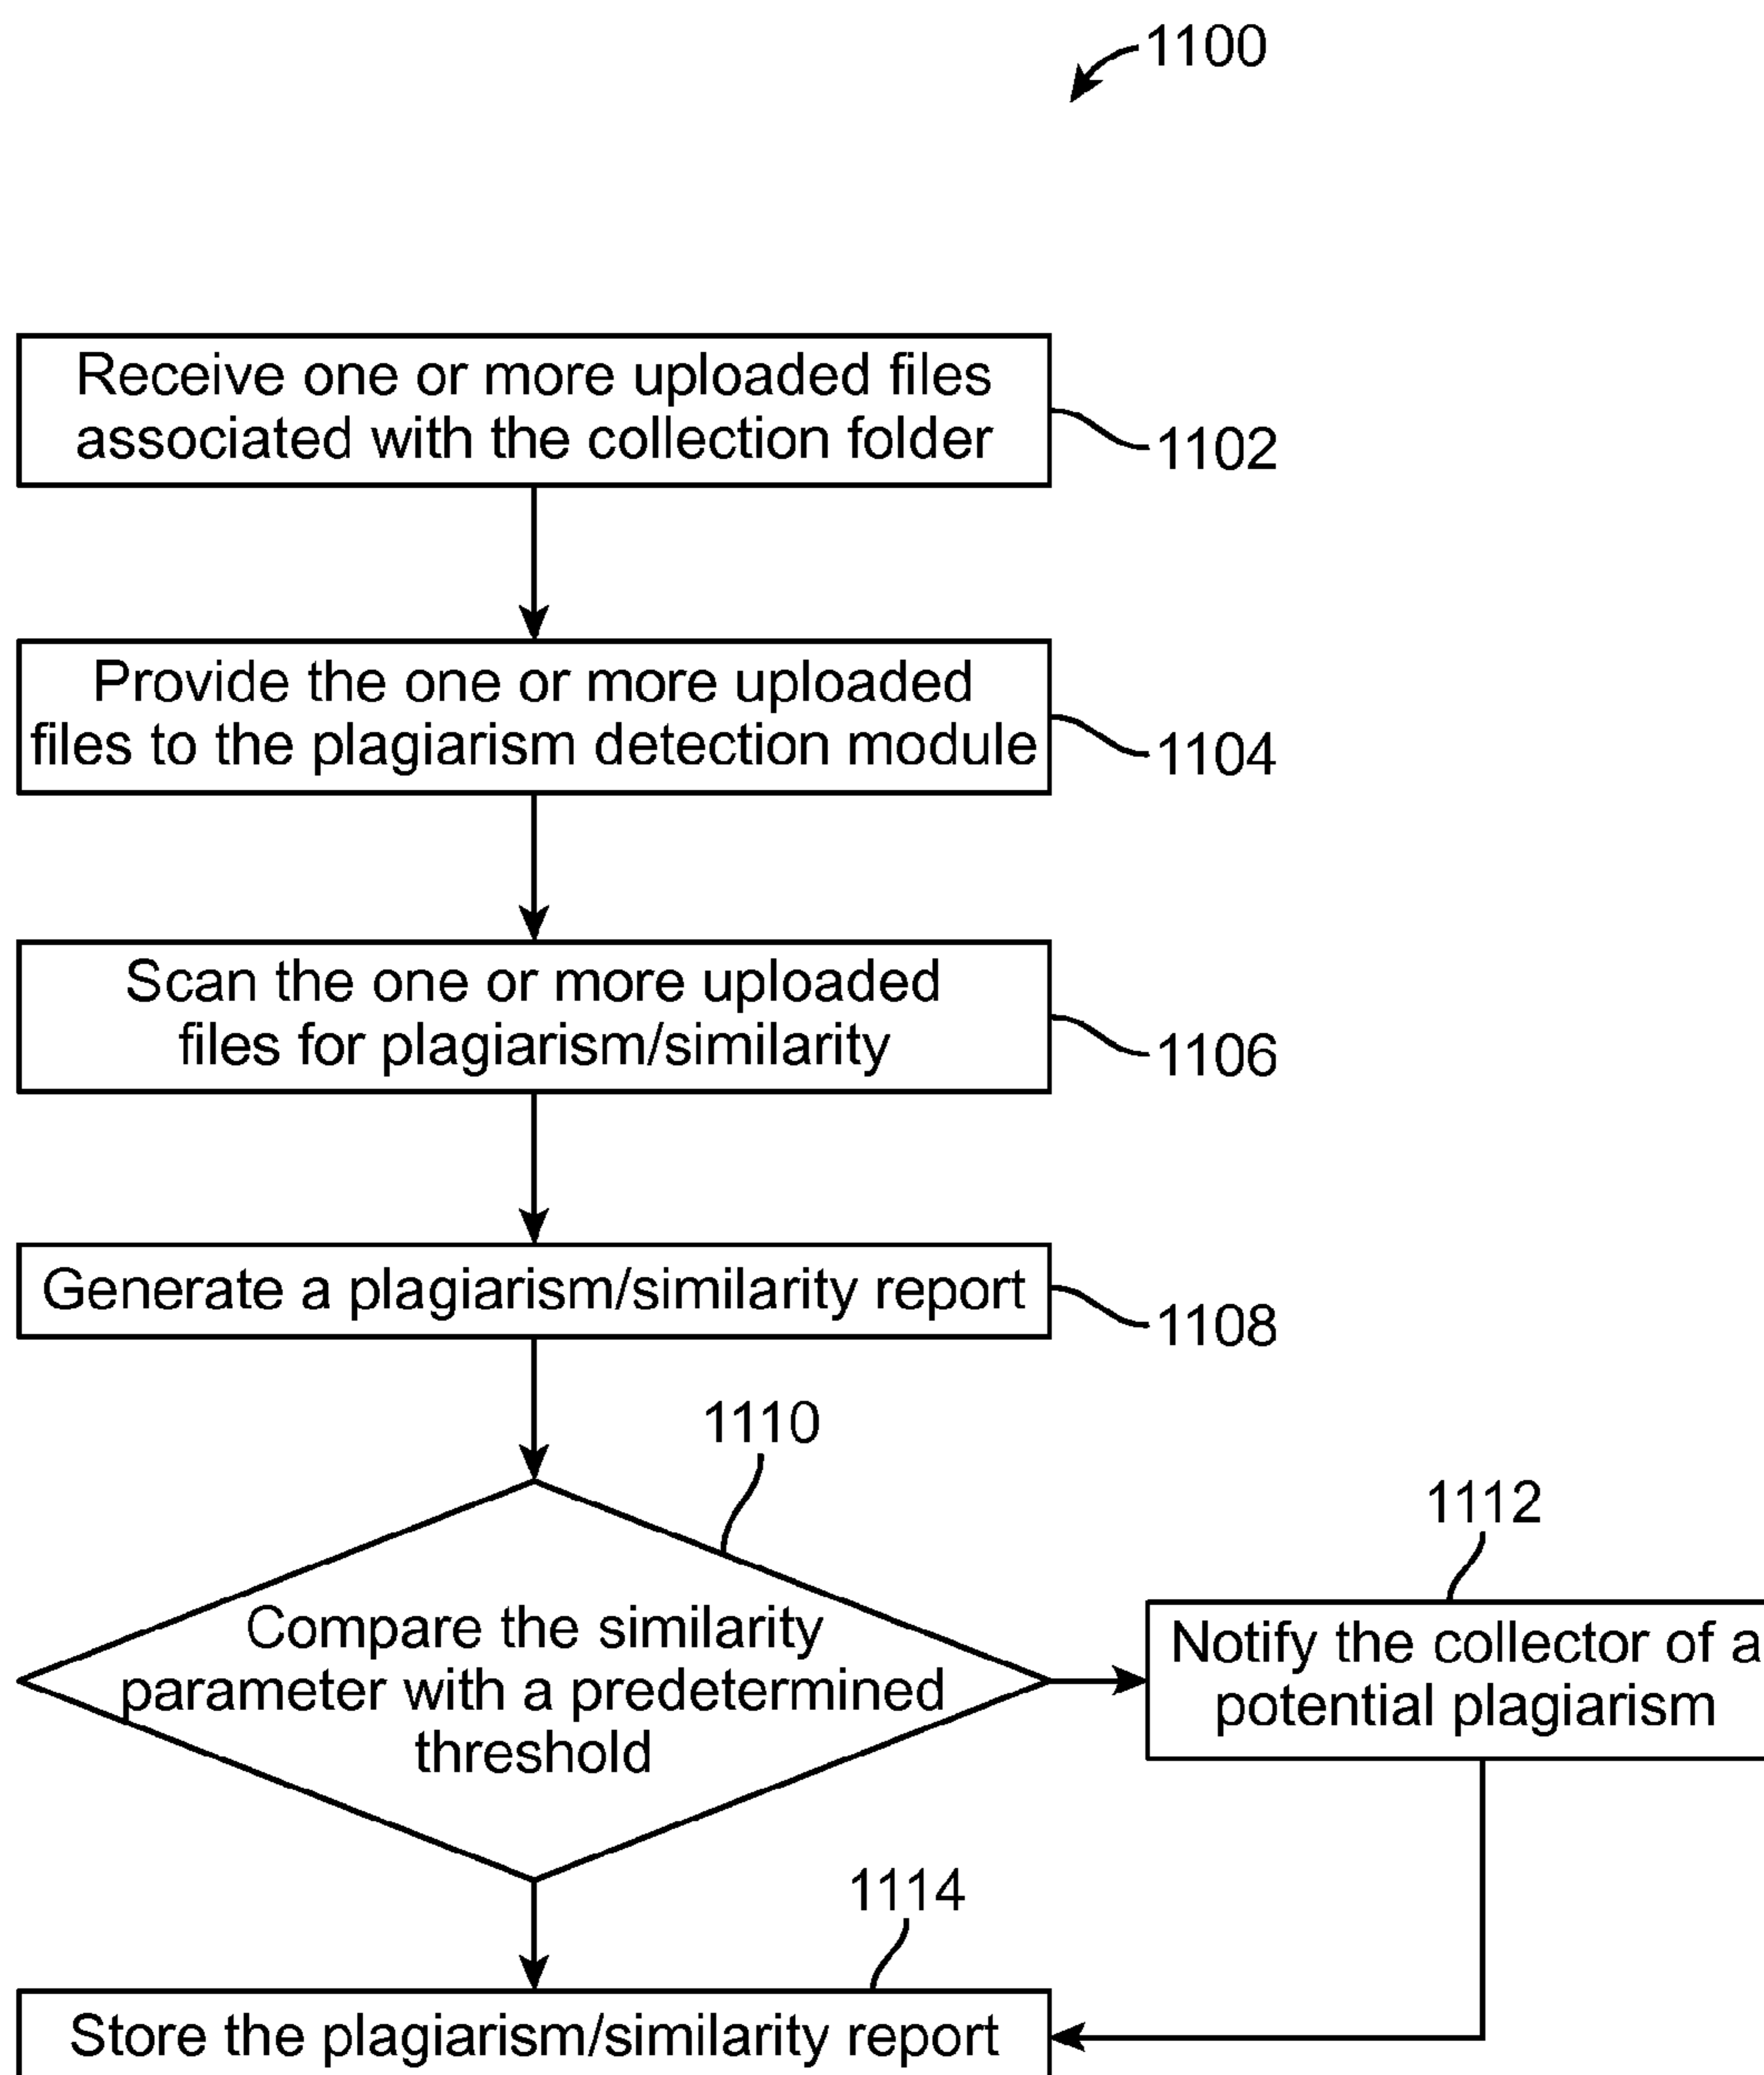 1100
Receive one or more uploaded files
associated with the collection folder
1102
Provide the one or more uploaded
files to the plagiarism detection module
1104
Scan the one or more uploaded
files for plagiarism/similarity
1106
Generate a plagiarism/similarity report
1108
1110
Compare the similarity
parameter with a predetermined
threshold
1112
Notify the collector of a
potential plagiarism
1114
Store the plagiarism/similarity report